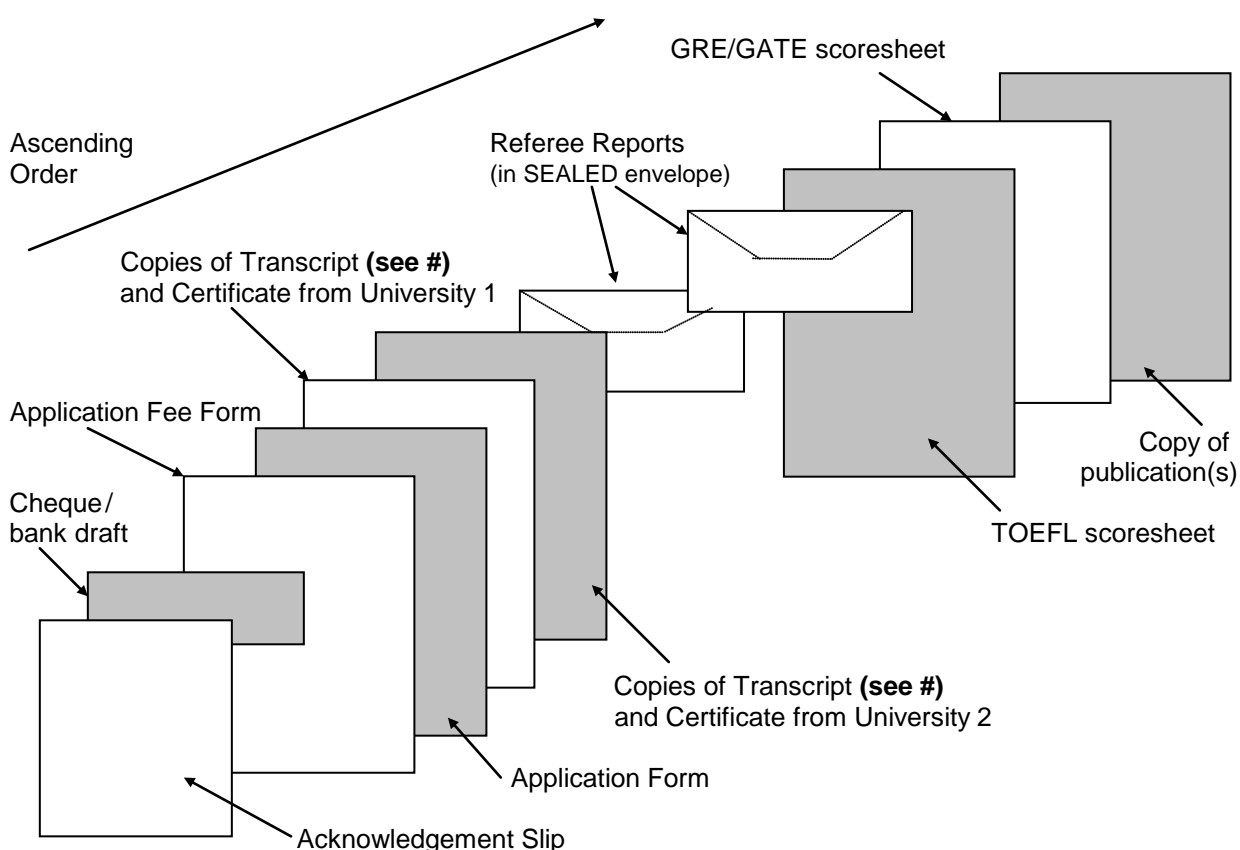 GRE/GATE scoresheet
Ascending
Order
Referee Reports
(in SEALED envelope)
Copies of Transcript (see #)
and Certificate from University 1
Application Fee Form
Cheque/
bank draft
Copy of
publication(s)
TOEFL scoresheet
Copies of Transcript (see #)
and Certificate from University 2
Application Form
Acknowledgement Slip